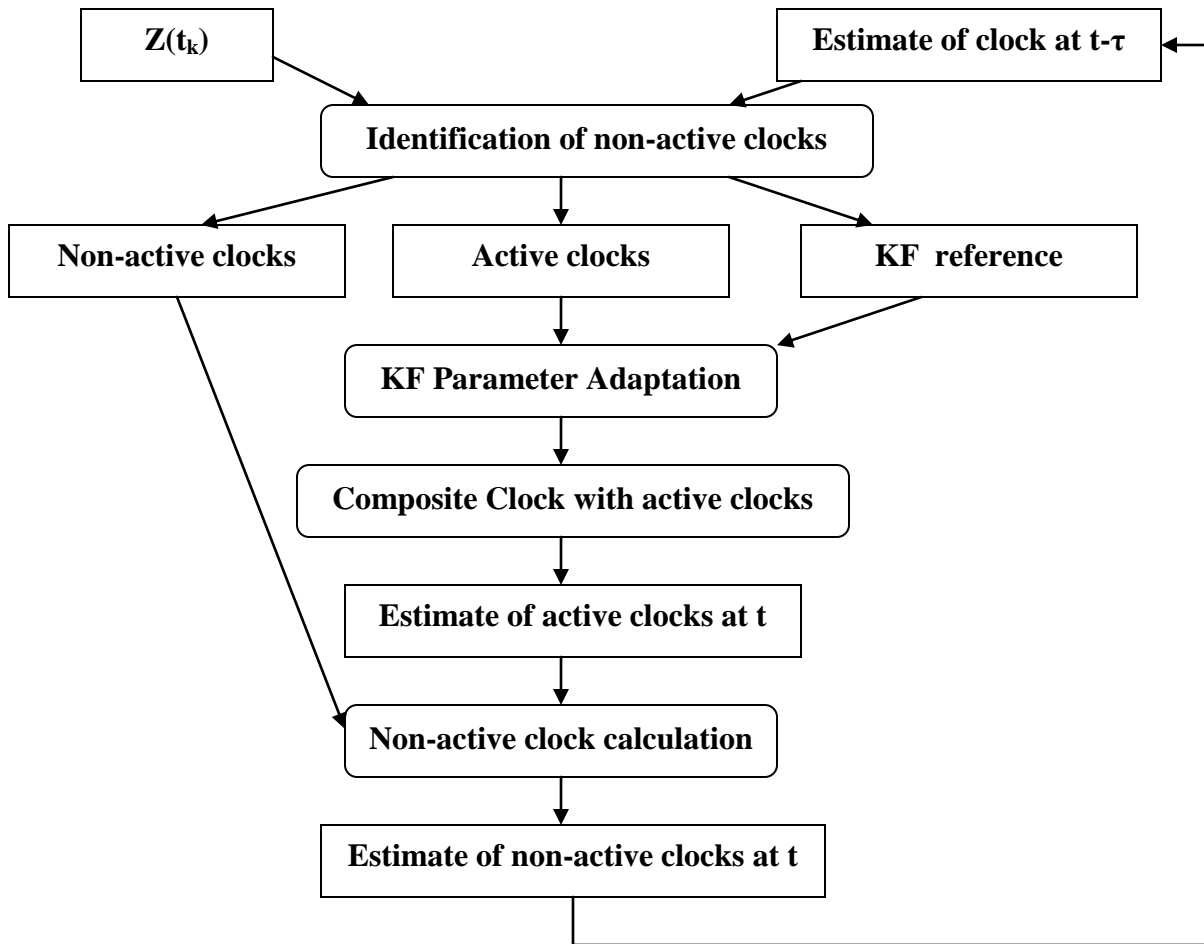 Z(tk)
Estimate of clock at t-τ
Identification of non-active clocks
Non-active clocks
Active clocks
KF reference
KF Parameter Adaptation
Composite Clock with active clocks
Estimate of active clocks at t
Non-active clock calculation
Estimate of non-active clocks at t